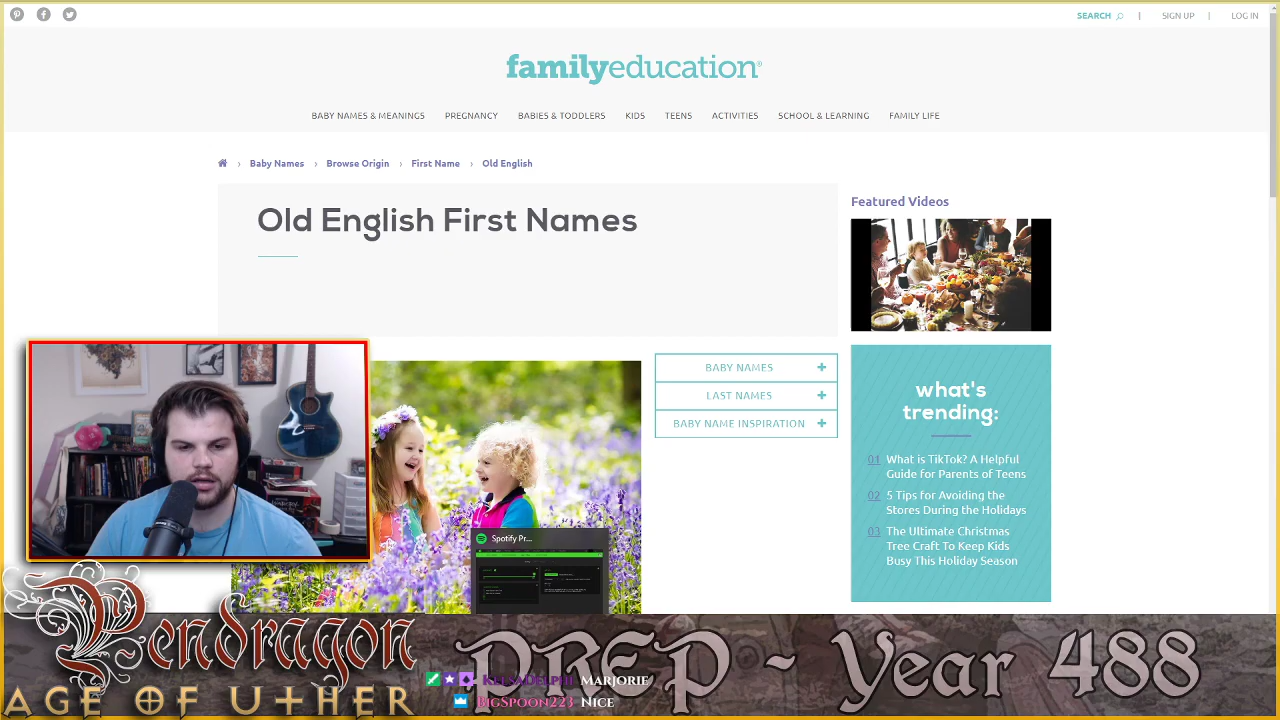 SEARCH | SIGN UP | LOG IN
familyeducation®
BABY NAMES & MEANINGS PREGNANCY BABIES & TODDLERS KIDS TEENS ACTIVITIES SCHOOL & LEARNING FAMILY LIFE
› Baby Names › Browse Origin › First Name › Old English
Old English First Names
Featured Videos
BABY NAMES +
LAST NAMES +
BABY NAME INSPIRATION +
what's
trending:
01 What is TikTok? A Helpful
Guide for Parents of Teens
02 5 Tips for Avoiding the
Stores During the Holidays
03 The Ultimate Christmas
Tree Craft To Keep Kids
Busy This Holiday Season
Spotify Pr...
Pendragon
AGE OF UTHER
PREP - Year 488
MARJORIE
BIGSPOON223 NICE